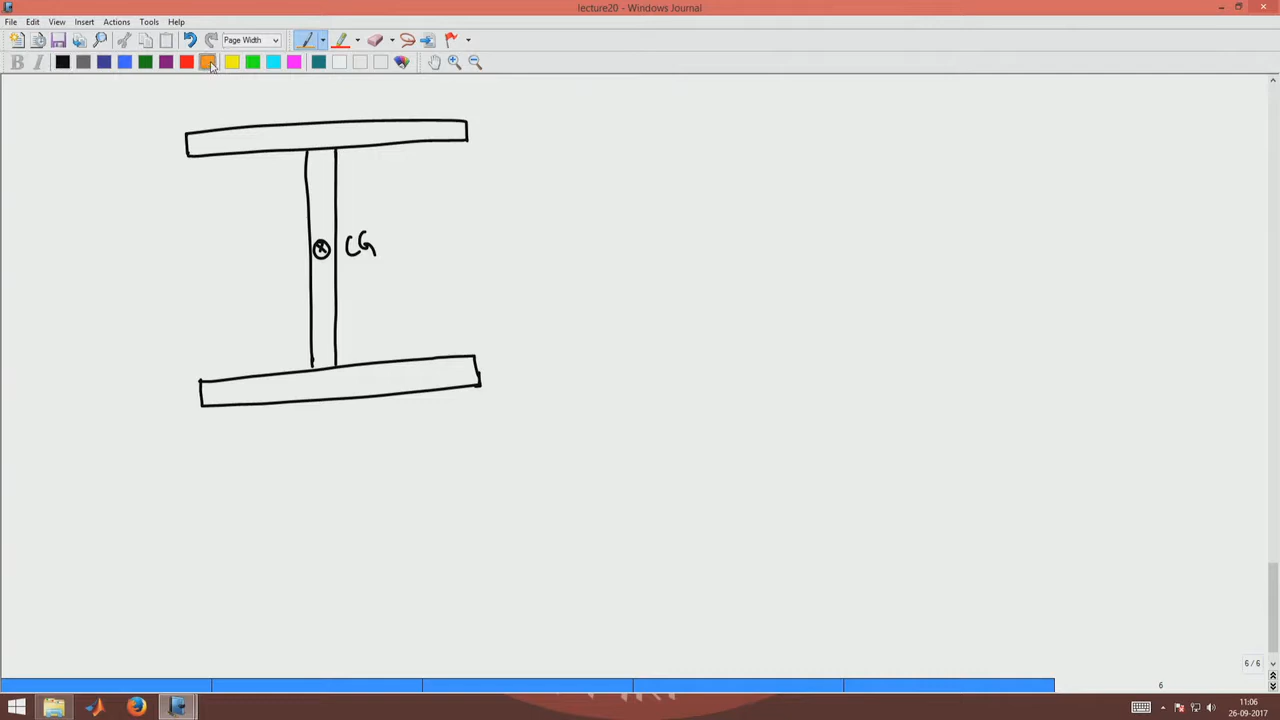 lecture20 - Windows Journal
File Edit View Insert Actions Tools Help
Page Width
B I
CG
6 / 6
6
11:06
26-09-2017